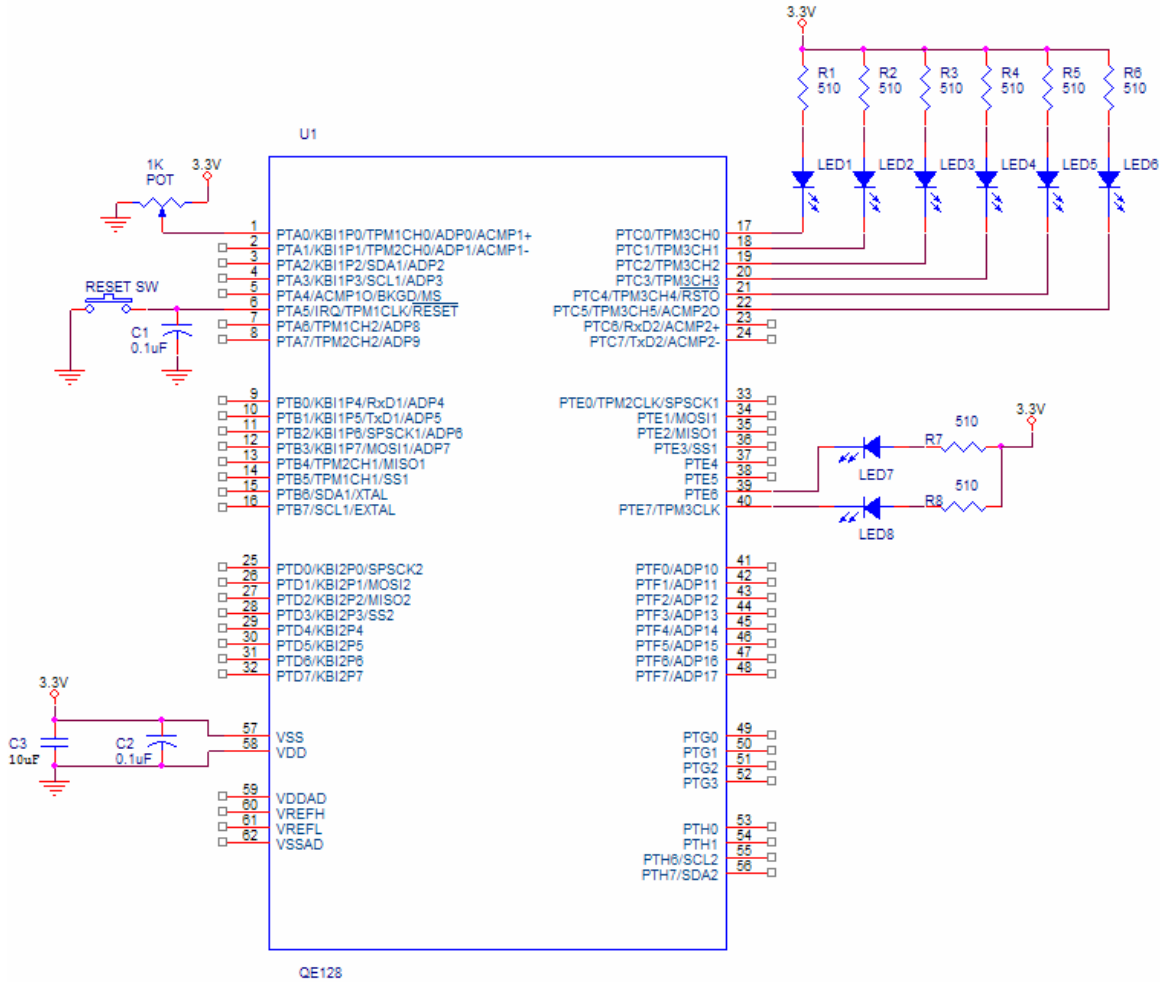 3.3V
R1
510
R2
510
R3
510
R4
510
R5
510
R6
510
LED1
LED2
LED3
LED4
LED5
LED6
U1
1K
POT
3.3V
1
PTA0/KBI1P0/TPM1CH0/ADP0/ACMP1+
2
PTA1/KBI1P1/TPM2CH0/ADP1/ACMP1-
3
PTA2/KBI1P2/SDA1/ADP2
4
PTA3/KBI1P3/SCL1/ADP3
5
PTA4/ACMP1O/BKGD/MS
6
PTA5/IRQ/TPM1CLK/RESET
7
PTA6/TPM1CH2/ADP8
8
PTA7/TPM2CH2/ADP9
RESET SW
C1
0.1uF
17
PTC0/TPM3CH0
18
PTC1/TPM3CH1
19
PTC2/TPM3CH2
20
PTC3/TPM3CH3
21
PTC4/TPM3CH4/RSTO
22
PTC5/TPM3CH5/ACMP2O
23
PTC6/RxD2/ACMP2+
24
PTC7/TxD2/ACMP2-
9
PTB0/KBI1P4/RxD1/ADP4
10
PTB1/KBI1P5/TxD1/ADP5
11
PTB2/KBI1P6/SPSCK1/ADP6
12
PTB3/KBI1P7/MOSI1/ADP7
13
PTB4/TPM2CH1/MISO1
14
PTB5/TPM1CH1/SS1
15
PTB6/SDA1/XTAL
16
PTB7/SCL1/EXTAL
33
PTE0/TPM2CLK/SPSCK1
34
PTE1/MOSI1
35
PTE2/MISO1
36
PTE3/SS1
37
PTE4
38
PTE5
39
PTE6
40
PTE7/TPM3CLK
3.3V
510
R7
LED7
510
R8
LED8
25
PTD0/KBI2P0/SPSCK2
26
PTD1/KBI2P1/MOSI2
27
PTD2/KBI2P2/MISO2
28
PTD3/KBI2P3/SS2
29
PTD4/KBI2P4
30
PTD5/KBI2P5
31
PTD6/KBI2P6
32
PTD7/KBI2P7
41
PTF0/ADP10
42
PTF1/ADP11
43
PTF2/ADP12
44
PTF3/ADP13
45
PTF4/ADP14
46
PTF5/ADP15
47
PTF6/ADP16
48
PTF7/ADP17
3.3V
C3
10uF
C2
0.1uF
57
VSS
58
VDD
59
VDDAD
60
VREFH
61
VREFL
62
VSSAD
49
PTG0
50
PTG1
51
PTG2
52
PTG3
53
PTH0
54
PTH1
55
PTH6/SCL2
56
PTH7/SDA2
QE128